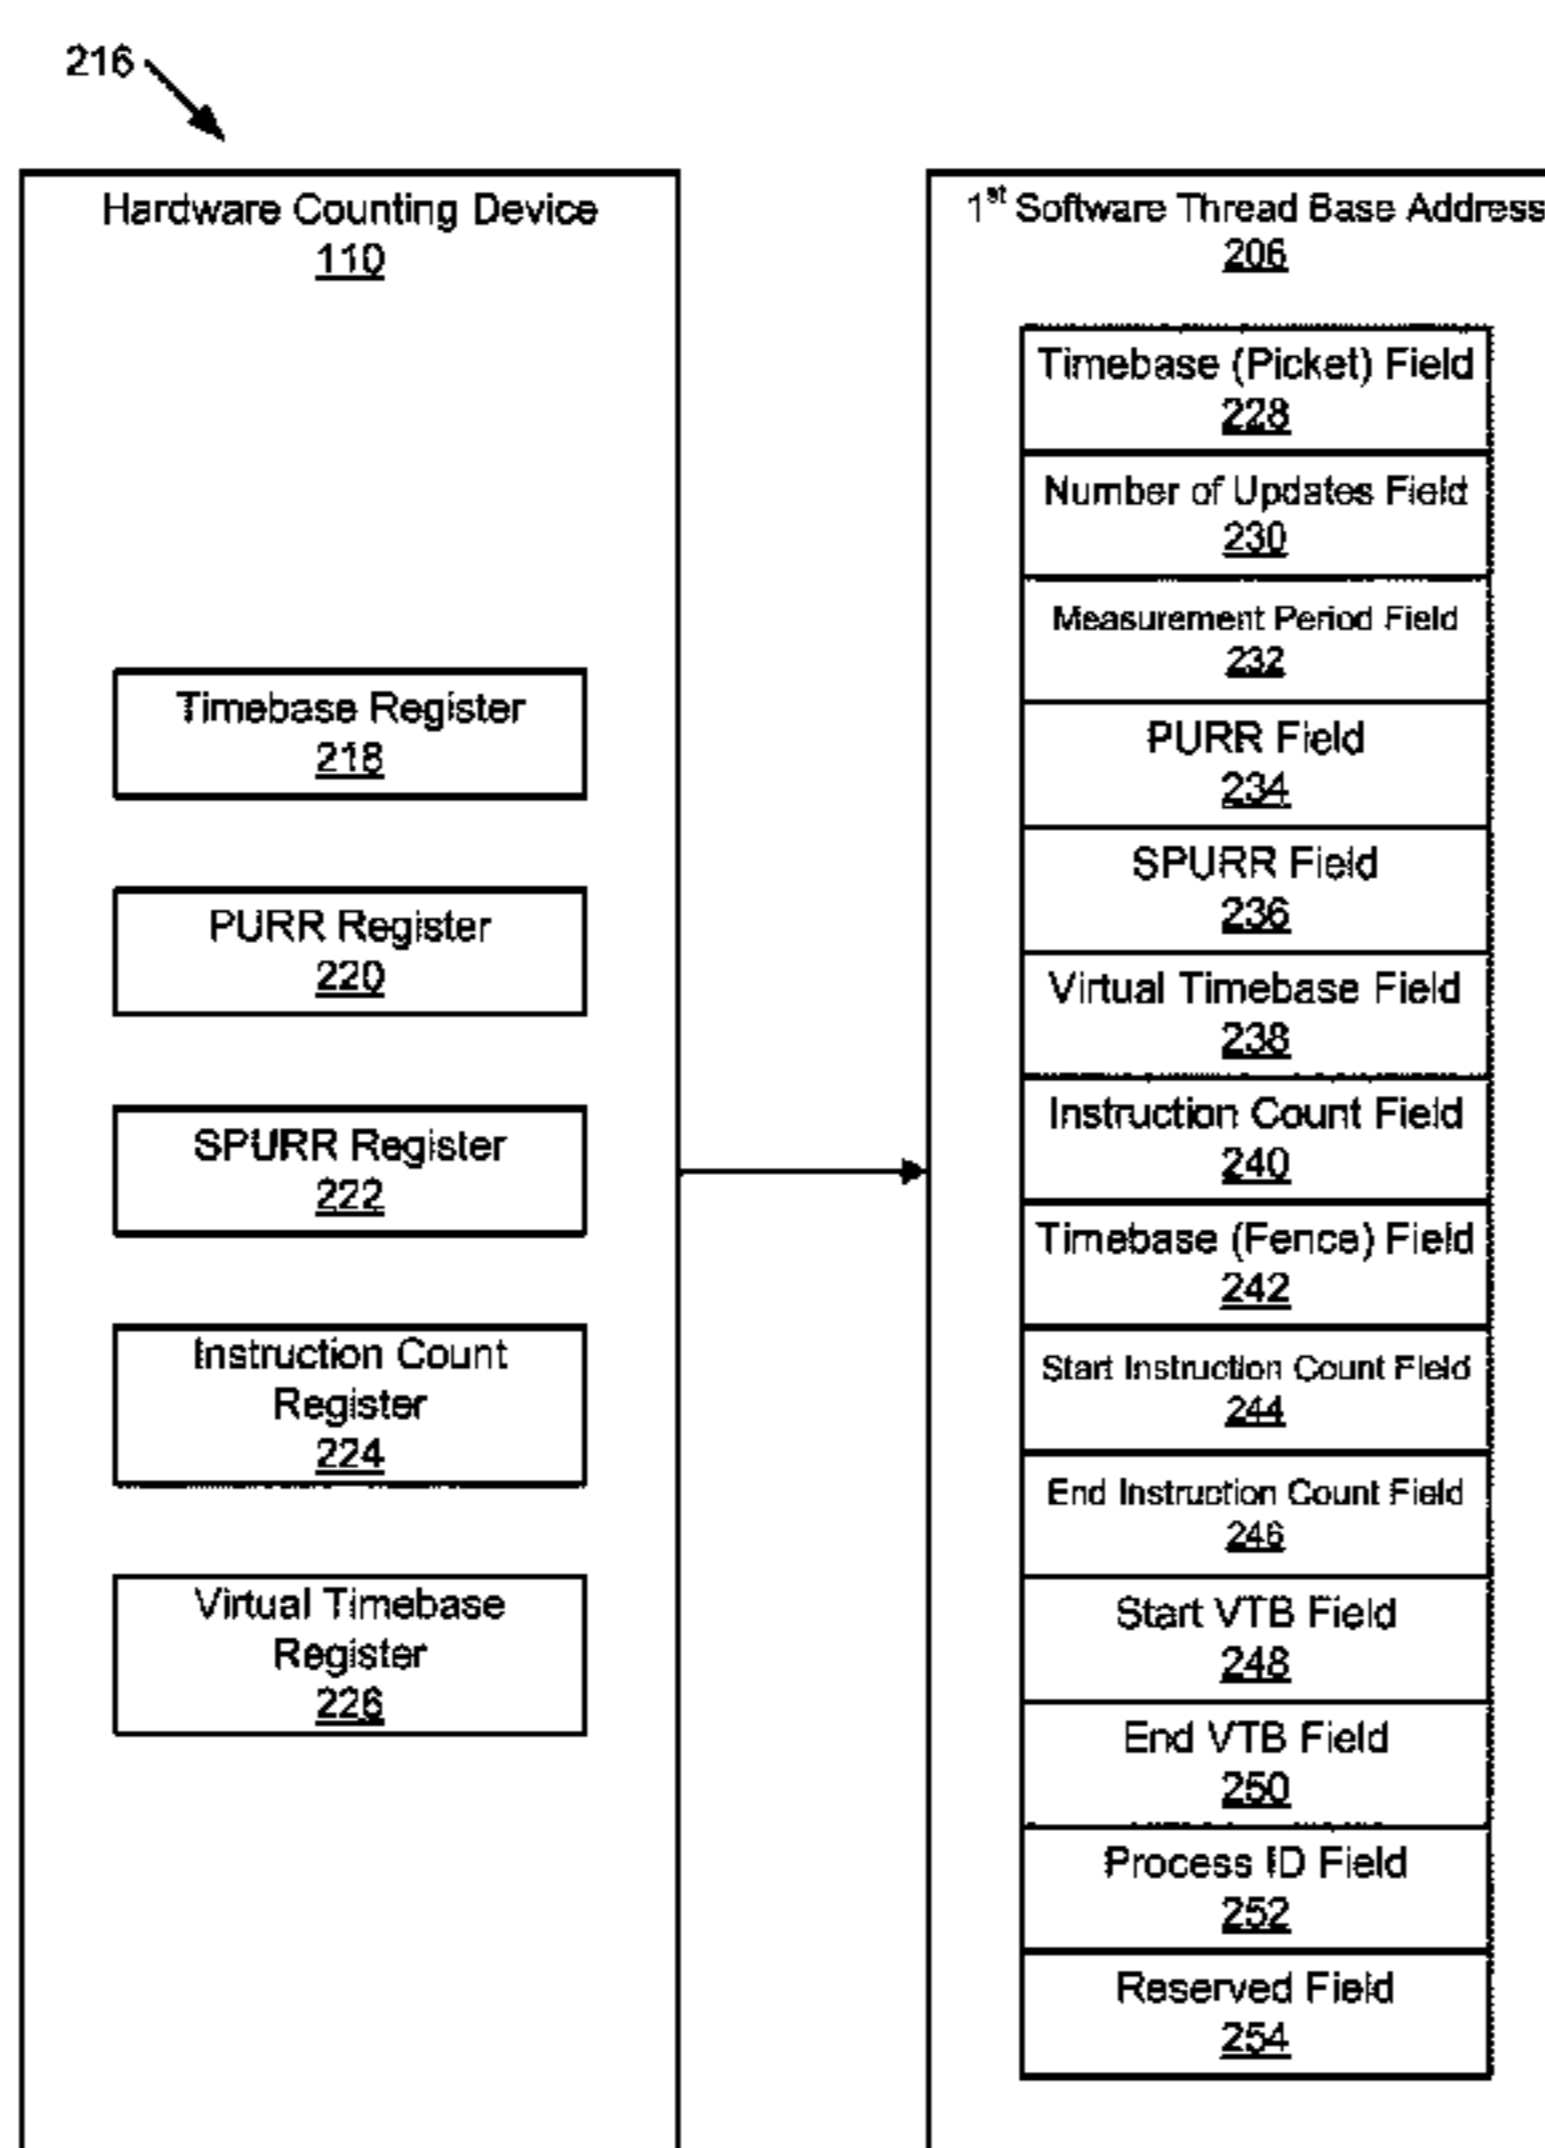 216
Hardware Counting Device
110
Timebase Register
218
PURR Register
220
SPURR Register
222
Instruction Count
Register
224
Virtual Timebase
Register
226
1st Software Thread Base Address
206
Timebase (Picket) Field
228
Number of Updates Field
230
Measurement Period Field
232
PURR Field
234
SPURR Field
236
Virtual Timebase Field
238
Instruction Count Field
240
Timebase (Fence) Field
242
Start Instruction Count Field
244
End Instruction Count Field
246
Start VTB Field
248
End VTB Field
250
Process ID Field
252
Reserved Field
254